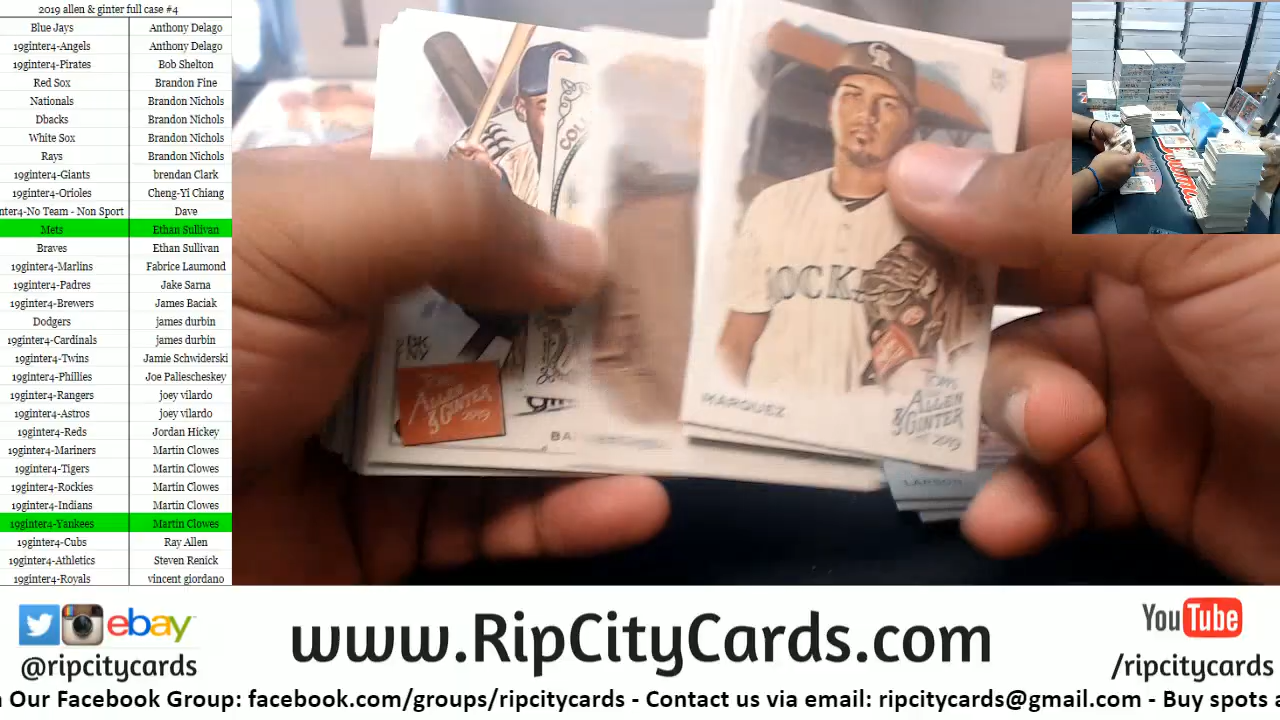 2019 allen & ginter full case #4
Blue Jays Anthony Delago
19ginter4-Angels Anthony Delago
19ginter4-Pirates Bob Shelton
Red Sox Brandon Fine
Nationals Brandon Nichols
Dbacks Brandon Nichols
White Sox Brandon Nichols
Rays Brandon Nichols
19ginter4-Giants brendan Clark
19ginter4-Orioles Cheng-Yi Chiang
nter4-No Team - Non Sport Dave
Mets Ethan Sullivan
Braves Ethan Sullivan
19ginter4-Marlins Fabrice Laumond
19ginter4-Padres Jake Sarna
19ginter4-Brewers James Baciak
Dodgers james durbin
19ginter4-Cardinals james durbin
19ginter4-Twins Jamie Schwiderski
19ginter4-Phillies Joe Paliescheskey
19ginter4-Rangers joey vilardo
19ginter4-Astros joey vilardo
19ginter4-Reds Jordan Hickey
19ginter4-Mariners Martin Clowes
19ginter4-Tigers Martin Clowes
19ginter4-Rockies Martin Clowes
19ginter4-Indians Martin Clowes
19ginter4-Yankees Martin Clowes
19ginter4-Cubs Ray Allen
19ginter4-Athletics Steven Renick
19ginter4-Royals vincent giordano
CR
ROCK
MARQUEZ
TOPPS
ALLEN
& GINTER
2019
TOPPS
ALLEN
& GINTER
2019
BA
LARSON
ebay
@ripcitycards
www.RipCityCards.com
YouTube
/ripcitycards
n Our Facebook Group: facebook.com/groups/ripcitycards - Contact us via email: ripcitycards@gmail.com - Buy spots a